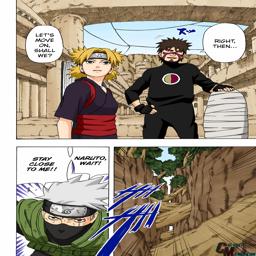 LET'S
MOVE
ON,
SHALL
WE?
RIGHT,
THEN...
NARUTO,
WAIT!
STAY
CLOSE
TO ME!!